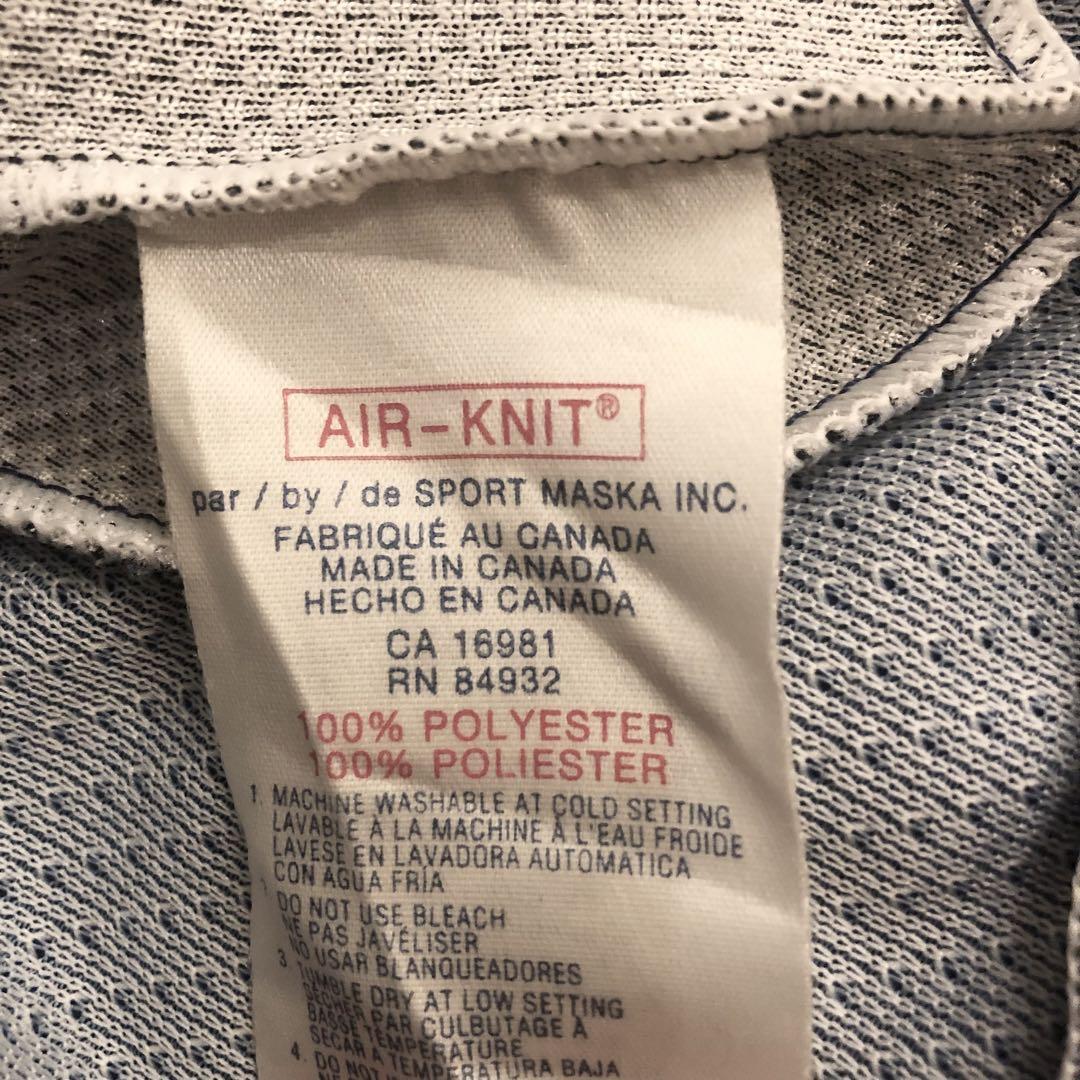 AIR-KNIT®
par / by / de SPORT MASKA INC.
FABRIQUÉ AU CANADA
MADE IN CANADA
HECHO EN CANADA
CA 16981
RN 84932
100% POLYESTER
100% POLIESTER
1. MACHINE WASHABLE AT COLD SETTING
LAVABLE À LA MACHINE À L'EAU FROIDE
LAVESE EN LAVADORA AUTOMATICA
CON AGUA FRIA
DO NOT USE BLEACH
NE PAS JAVÉLISER
NO USAR BLANQUEADORES
3. TUMBLE DRY AT LOW SETTING
SÉCHER PAR CULBUTAGE À
BASSE TEMPÉRATURE
SECAR A TEMPERATURA BAJA
4. DO NOT